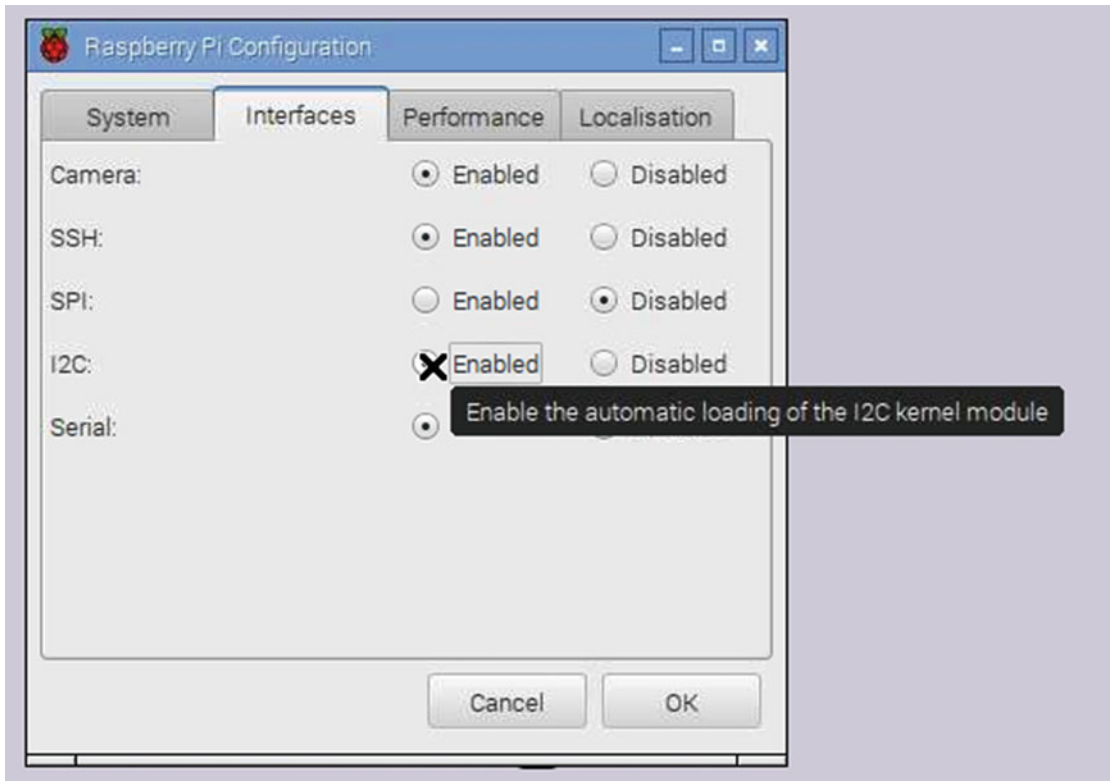 Raspberry Pi Configuration
System Interfaces Performance Localisation
Camera: Enabled Disabled
SSH: Enabled Disabled
SPI: Enabled Disabled
I2C: Enabled Disabled
Enable the automatic loading of the I2C kernel module
Serial:
Cancel OK